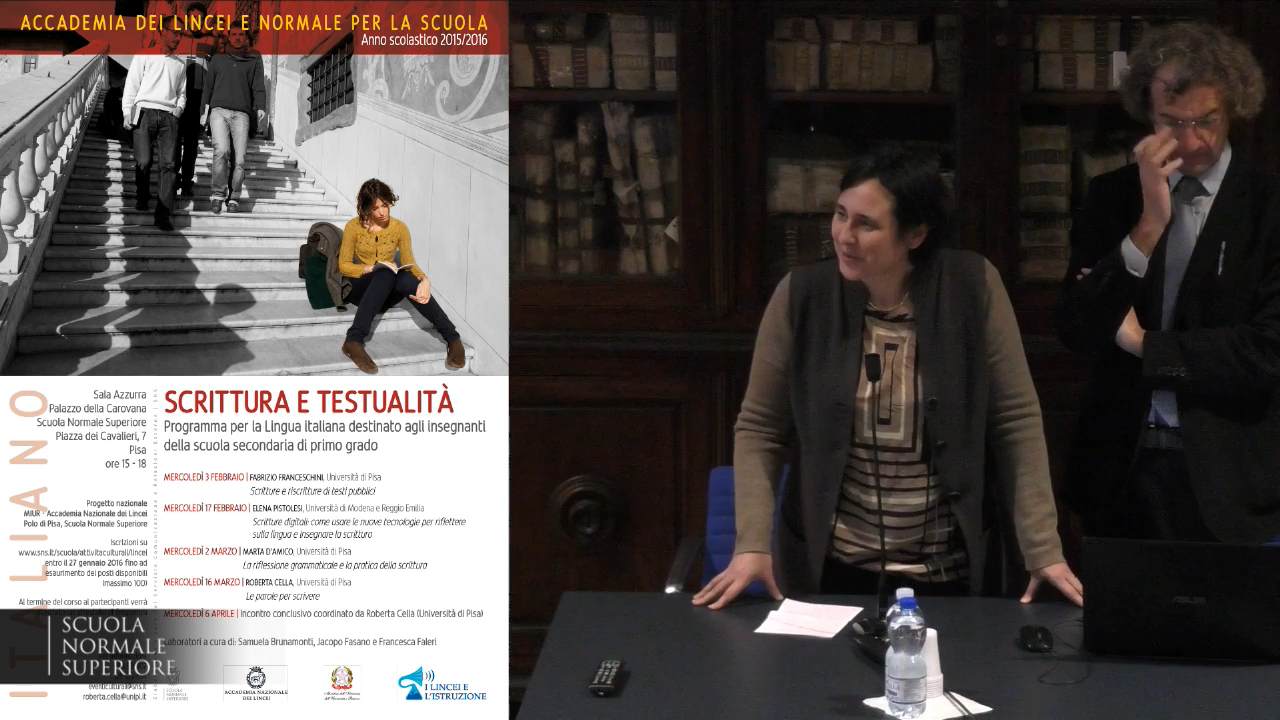 ACCADEMIA DEI LINCEI E NORMALE PER LA SCUOLA
Anno scolastico 2015/2016
ITALIANO
Sala Azzurra
Palazzo della Carovana
Scuola Normale Superiore
Piazza dei Cavalieri, 7
Pisa
ore 15 - 18
Progetto nazionale
MIUR - Accademia Nazionale dei Lincei
Polo di Pisa, Scuola Normale Superiore
Iscrizioni su
www.sns.it/scuola/attivitaculturali/lincei
entro il 27 gennaio 2016 fino ad
esaurimento dei posti disponibili
(massimo 100)
Al termine del corso ai partecipanti verrà
eventiculturali@sns.it
roberta.cella@unipi.it
SCRITTURA E TESTUALITÀ
Programma per la Lingua italiana destinato agli insegnanti
della scuola secondaria di primo grado
MERCOLEDÌ 3 FEBBRAIO | FABRIZIO FRANCESCHINI, Università di Pisa
Scritture e riscritture di testi pubblici
MERCOLEDÌ 17 FEBBRAIO | ELENA PISTOLESI, Università di Modena e Reggio Emilia
Scritture digitali: come usare le nuove tecnologie per riflettere
sulla lingua e insegnare la scrittura
MERCOLEDÌ 2 MARZO | MARTA D'AMICO, Università di Pisa
La riflessione grammaticale e la pratica della scrittura
MERCOLEDÌ 16 MARZO | ROBERTA CELLA, Università di Pisa
Le parole per scrivere
MERCOLEDÌ 6 APRILE | Incontro conclusivo coordinato da Roberta Cella (Università di Pisa)
Laboratori a cura di: Samuela Brunamonti, Jacopo Fasano e Francesca Faleri
SCUOLA
NORMALE
SUPERIORE
SCUOLA
NORMALE
SUPERIORE
ACCADEMIA NAZIONALE
DEI LINCEI
I LINCEI E
L'ISTRUZIONE
ASUS